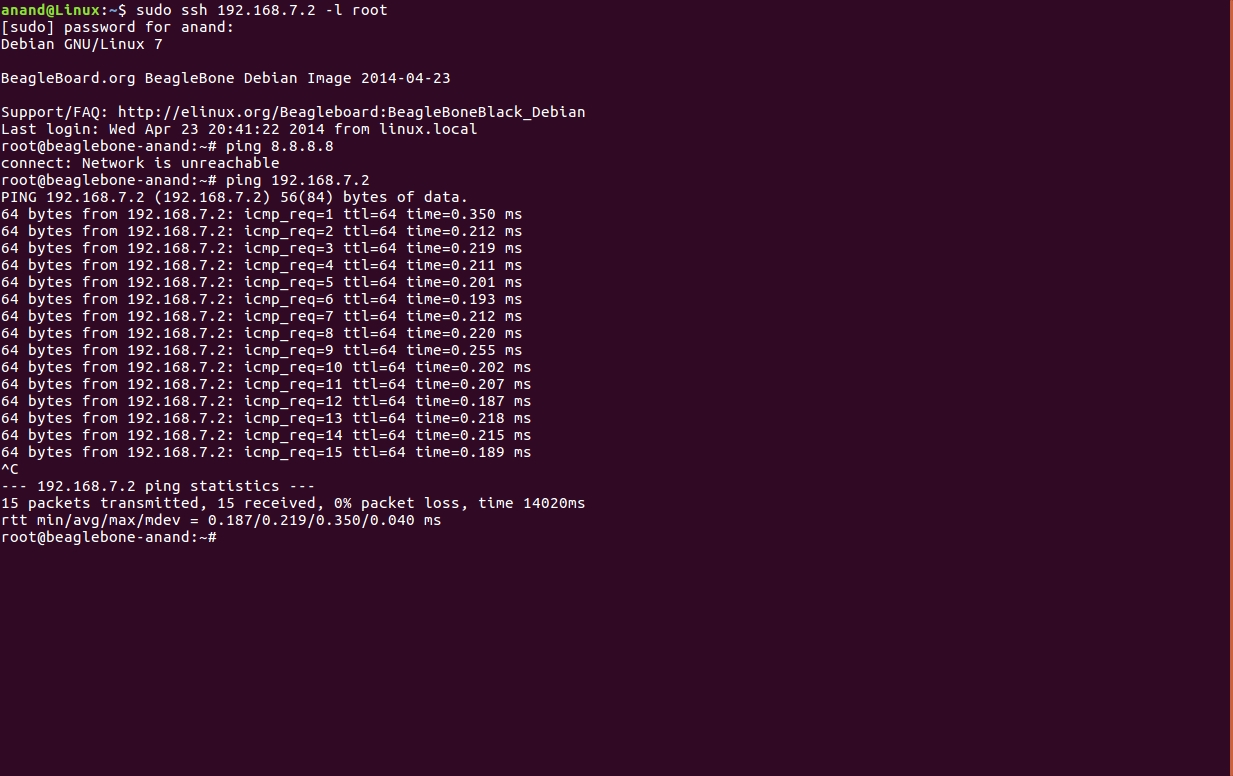 anand@Linux:~$ sudo ssh 192.168.7.2 -l root
[sudo] password for anand:
Debian GNU/Linux 7
BeagleBoard.org BeagleBone Debian Image 2014-04-23
Support/FAQ: http://elinux.org/Beagleboard:BeagleBoneBlack_Debian
Last login: Wed Apr 23 20:41:22 2014 from linux.local
root@beaglebone-anand:~# ping 8.8.8.8
connect: Network is unreachable
root@beaglebone-anand:~# ping 192.168.7.2
PING 192.168.7.2 (192.168.7.2) 56(84) bytes of data.
64 bytes from 192.168.7.2: icmp_req=1 ttl=64 time=0.350 ms
64 bytes from 192.168.7.2: icmp_req=2 ttl=64 time=0.212 ms
64 bytes from 192.168.7.2: icmp_req=3 ttl=64 time=0.219 ms
64 bytes from 192.168.7.2: icmp_req=4 ttl=64 time=0.211 ms
64 bytes from 192.168.7.2: icmp_req=5 ttl=64 time=0.201 ms
64 bytes from 192.168.7.2: icmp_req=6 ttl=64 time=0.193 ms
64 bytes from 192.168.7.2: icmp_req=7 ttl=64 time=0.212 ms
64 bytes from 192.168.7.2: icmp_req=8 ttl=64 time=0.220 ms
64 bytes from 192.168.7.2: icmp_req=9 ttl=64 time=0.255 ms
64 bytes from 192.168.7.2: icmp_req=10 ttl=64 time=0.202 ms
64 bytes from 192.168.7.2: icmp_req=11 ttl=64 time=0.207 ms
64 bytes from 192.168.7.2: icmp_req=12 ttl=64 time=0.187 ms
64 bytes from 192.168.7.2: icmp_req=13 ttl=64 time=0.218 ms
64 bytes from 192.168.7.2: icmp_req=14 ttl=64 time=0.215 ms
64 bytes from 192.168.7.2: icmp_req=15 ttl=64 time=0.189 ms
^C
--- 192.168.7.2 ping statistics ---
15 packets transmitted, 15 received, 0% packet loss, time 14020ms
rtt min/avg/max/mdev = 0.187/0.219/0.350/0.040 ms
root@beaglebone-anand:~#